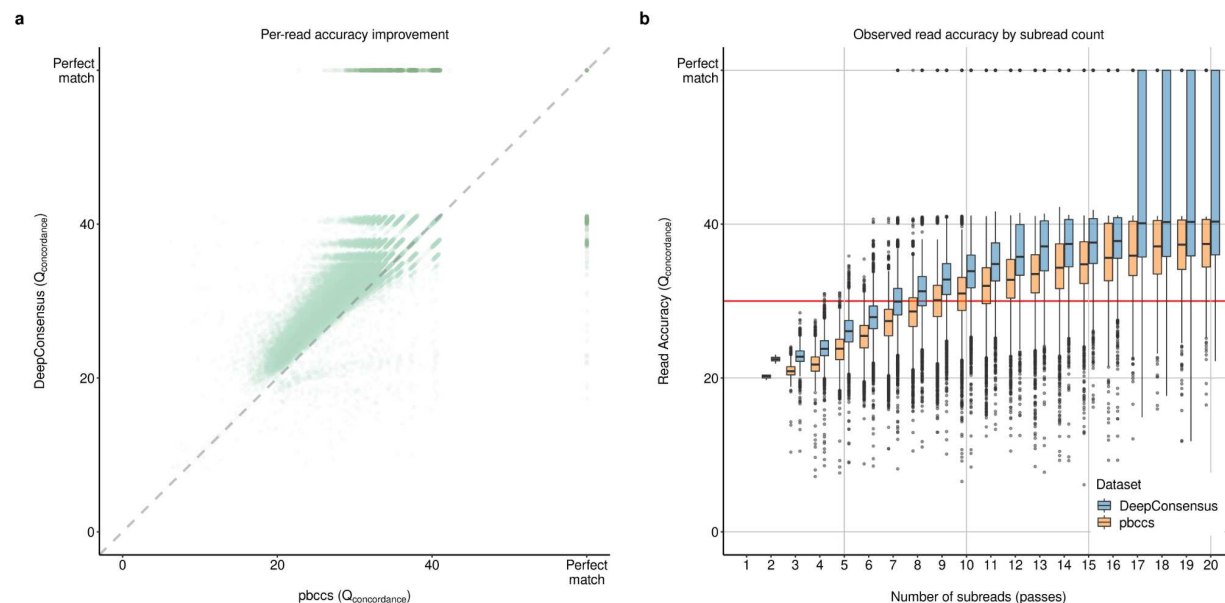 a
Per-read accuracy improvement
Perfect
match
40
20
0
DeepConsensus (Qconcordance)
0
20
40
Perfect
match
pbccs (Qconcordance)
b
Observed read accuracy by subread count
Perfect
match
40
20
0
Read Accuracy (Qconcordance)
Dataset
DeepConsensus
pbccs
1 2 3 4 5 6 7 8 9 10 11 12 13 14 15 16 17 18 19 20
Number of subreads (passes)